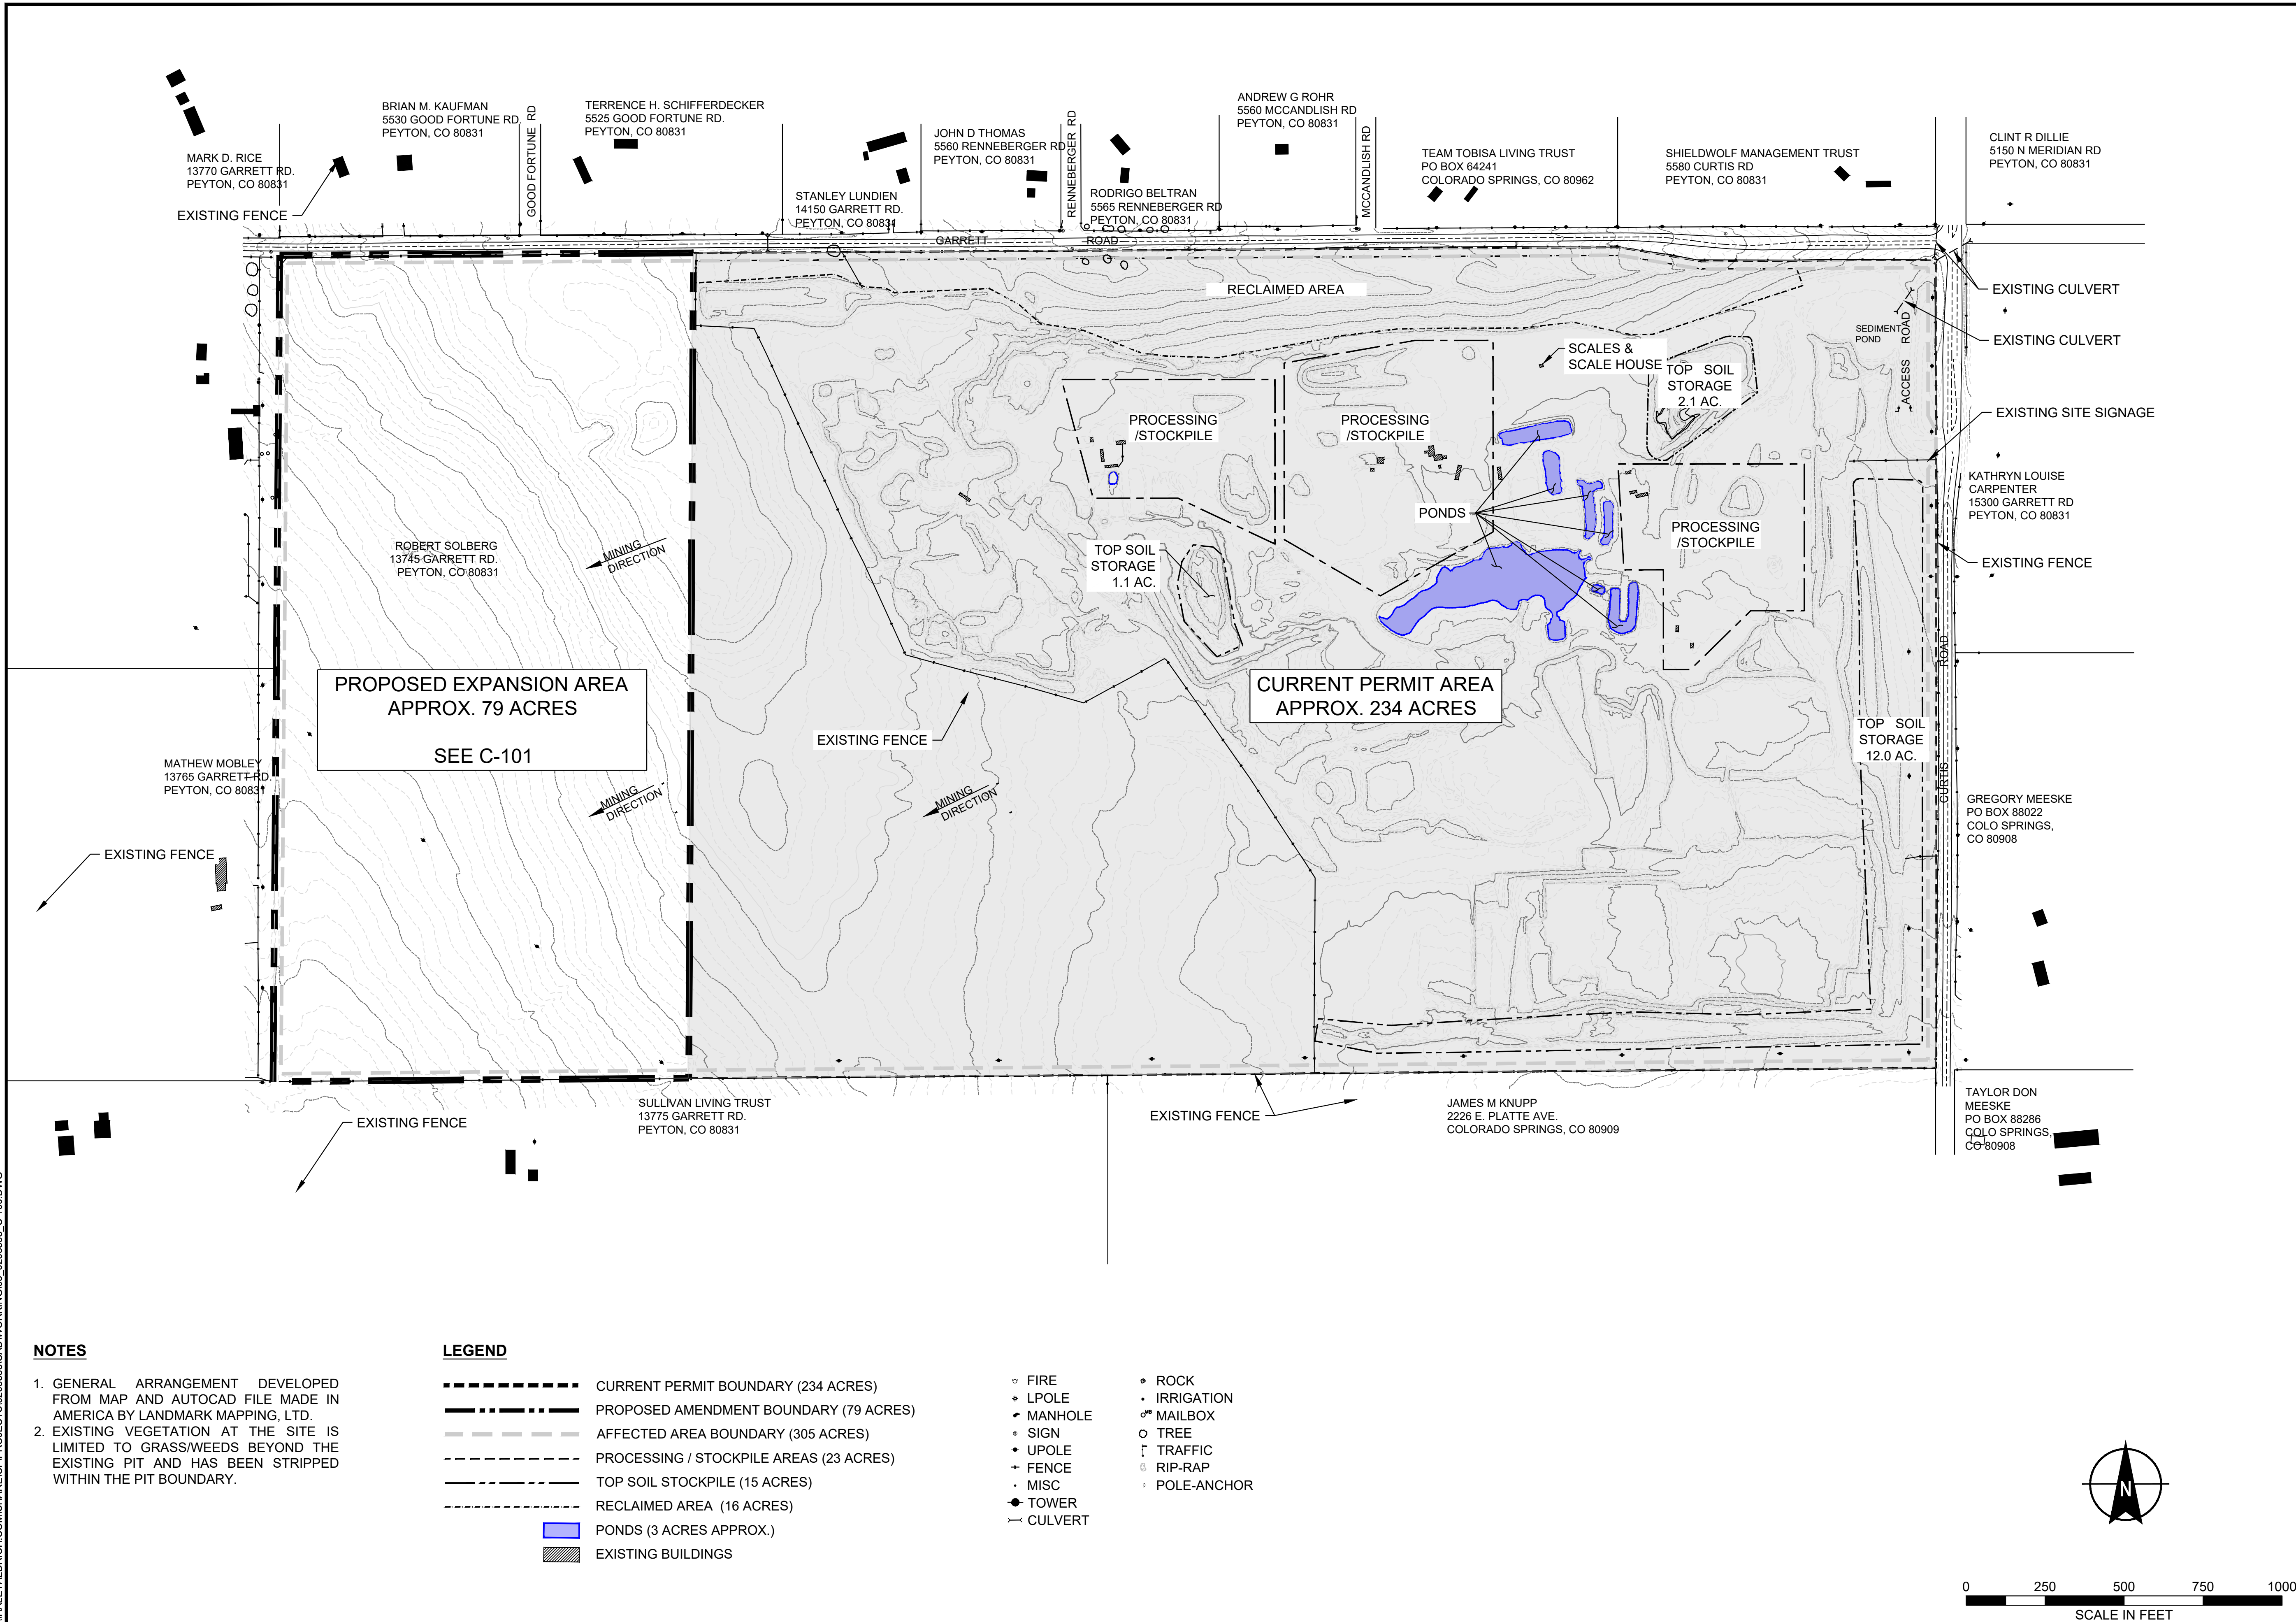 BRIAN M. KAUFMAN
5530 GOOD FORTUNE RD.
PEYTON, CO 80831
GOOD FORTUNE RD
TERRENCE H. SCHIFFERDECKER
5525 GOOD FORTUNE RD.
PEYTON, CO 80831
MARK D. RICE
13770 GARRETT RD.
PEYTON, CO 80831
EXISTING FENCE
STANLEY LUNDIEN
14150 GARRETT RD.
PEYTON, CO 80831
JOHN D THOMAS
5560 RENNEBERGER RD
PEYTON, CO 80831
RENNEBERGER RD
RODRIGO BELTRAN
5565 RENNEBERGER RD
PEYTON, CO 80831
ANDREW G ROHR
5560 MCCANDLISH RD
PEYTON, CO 80831
MCCANDLISH RD
TEAM TOBISA LIVING TRUST
PO BOX 64241
COLORADO SPRINGS, CO 80962
SHIELDWOLF MANAGEMENT TRUST
5580 CURTIS RD
PEYTON, CO 80831
CLINT R DILLIE
5150 N MERIDIAN RD
PEYTON, CO 80831
GARRETT ROAD
RECLAIMED AREA
EXISTING CULVERT
EXISTING CULVERT
SEDIMENT
POND
ACCESS ROAD
SCALES &
SCALE HOUSE
TOP SOIL
STORAGE
2.1 AC.
EXISTING SITE SIGNAGE
PROCESSING
/STOCKPILE
PROCESSING
/STOCKPILE
PROCESSING
/STOCKPILE
PONDS
KATHRYN LOUISE
CARPENTER
15300 GARRETT RD
PEYTON, CO 80831
EXISTING FENCE
ROBERT SOLBERG
13745 GARRETT RD.
PEYTON, CO 80831
MINING
DIRECTION
TOP SOIL
STORAGE
1.1 AC.
PROPOSED EXPANSION AREA
APPROX. 79 ACRES
SEE C-101
CURRENT PERMIT AREA
APPROX. 234 ACRES
CURTIS ROAD
EXISTING FENCE
TOP SOIL
STORAGE
12.0 AC.
MATHEW MOBLEY
13765 GARRETT RD.
PEYTON, CO 80831
MINING
DIRECTION
MINING
DIRECTION
GREGORY MEESKE
PO BOX 88022
COLO SPRINGS,
CO 80908
EXISTING FENCE
SULLIVAN LIVING TRUST
13775 GARRETT RD.
PEYTON, CO 80831
EXISTING FENCE
EXISTING FENCE
JAMES M KNUPP
2226 E. PLATTE AVE.
COLORADO SPRINGS, CO 80909
TAYLOR DON
MEESKE
PO BOX 88286
COLO SPRINGS,
CO 80908
NOTES
1. GENERAL ARRANGEMENT DEVELOPED
FROM MAP AND AUTOCAD FILE MADE IN
AMERICA BY LANDMARK MAPPING, LTD.
2. EXISTING VEGETATION AT THE SITE IS
LIMITED TO GRASS/WEEDS BEYOND THE
EXISTING PIT AND HAS BEEN STRIPPED
WITHIN THE PIT BOUNDARY.
LEGEND
CURRENT PERMIT BOUNDARY (234 ACRES)
PROPOSED AMENDMENT BOUNDARY (79 ACRES)
AFFECTED AREA BOUNDARY (305 ACRES)
PROCESSING / STOCKPILE AREAS (23 ACRES)
TOP SOIL STOCKPILE (15 ACRES)
RECLAIMED AREA (16 ACRES)
PONDS (3 ACRES APPROX.)
EXISTING BUILDINGS
FIRE
LPOLE
MANHOLE
SIGN
UPOLE
FENCE
MISC
TOWER
CULVERT
ROCK
IRRIGATION
MAILBOX
TREE
TRAFFIC
RIP-RAP
POLE-ANCHOR
N
0 250 500 750 1000
SCALE IN FEET